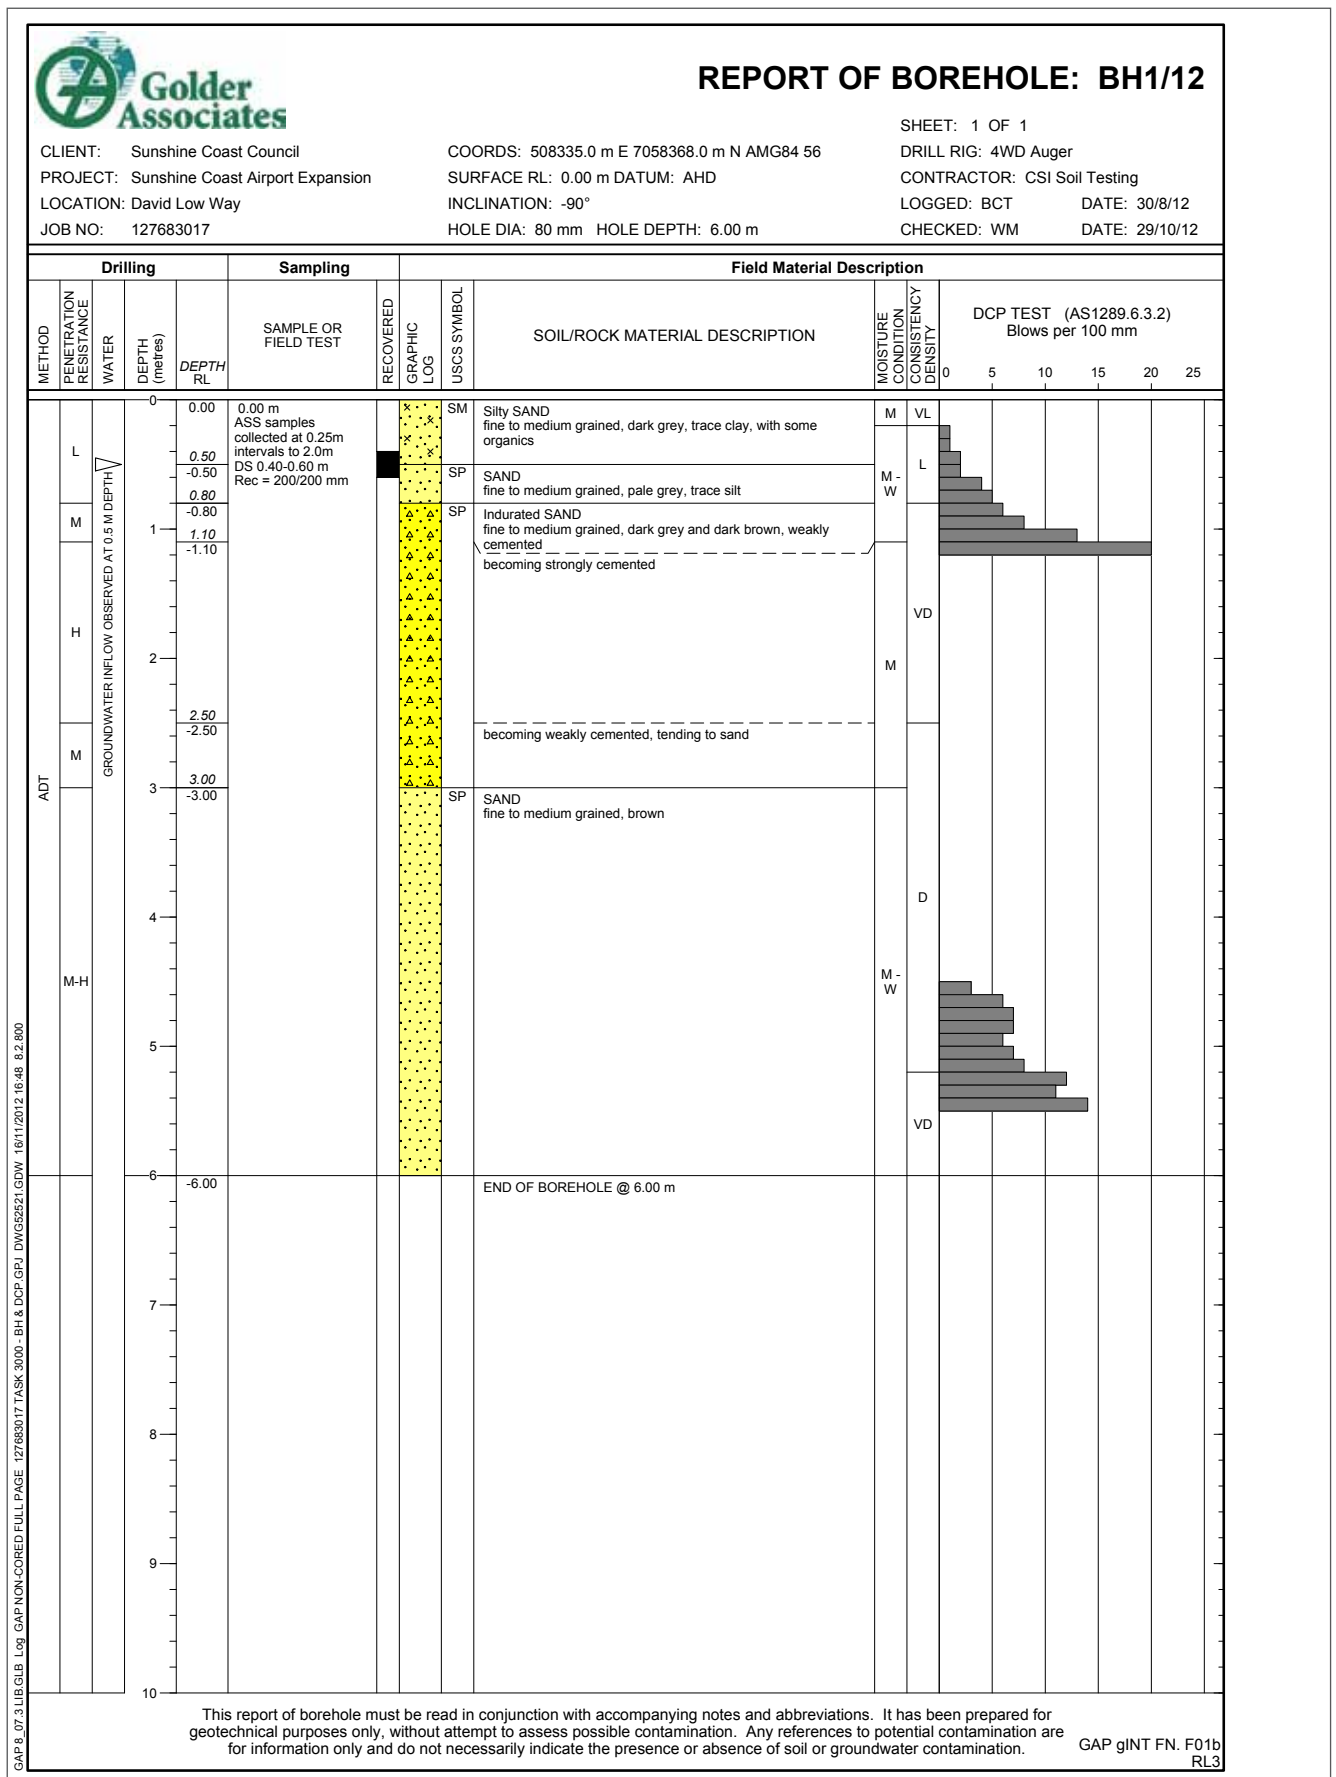 Golder
Associates
REPORT OF BOREHOLE: BH1/12
SHEET: 1 OF 1
CLIENT: Sunshine Coast Council
COORDS: 508335.0 m E 7058368.0 m N AMG84 56
DRILL RIG: 4WD Auger
PROJECT: Sunshine Coast Airport Expansion
SURFACE RL: 0.00 m DATUM: AHD
CONTRACTOR: CSI Soil Testing
LOCATION: David Low Way
INCLINATION: -90°
LOGGED: BCT DATE: 30/8/12
JOB NO: 127683017
HOLE DIA: 80 mm HOLE DEPTH: 6.00 m
CHECKED: WM DATE: 29/10/12
Drilling
Sampling
Field Material Description
METHOD
PENETRATION
RESISTANCE
WATER
DEPTH
(metres)
DEPTH
RL
SAMPLE OR
FIELD TEST
RECOVERED
GRAPHIC
LOG
USCS SYMBOL
SOIL/ROCK MATERIAL DESCRIPTION
MOISTURE
CONDITION
CONSISTENCY
DENSITY
DCP TEST (AS1289.6.3.2)
Blows per 100 mm
0 5 10 15 20 25
ADT
L
M
H
M
M-H
GROUNDWATER INFLOW OBSERVED AT 0.5 M DEPTH
0
1
2
3
4
5
6
7
8
9
10
0.00
0.50
-0.50
0.80
-0.80
1.10
-1.10
2.50
-2.50
3.00
-3.00
-6.00
0.00 m
ASS samples
collected at 0.25m
intervals to 2.0m
DS 0.40-0.60 m
Rec = 200/200 mm
SM
SP
SP
SP
Silty SAND
fine to medium grained, dark grey, trace clay, with some
organics
SAND
fine to medium grained, pale grey, trace silt
Indurated SAND
fine to medium grained, dark grey and dark brown, weakly
cemented
becoming strongly cemented
becoming weakly cemented, tending to sand
SAND
fine to medium grained, brown
END OF BOREHOLE @ 6.00 m
M
M -
W
M
M -
W
VL
L
VD
D
VD
GAP 8_07.3 LIB.GLB Log GAP NON-CORED FULL PAGE 127683017 TASK 3000 - BH & DCP.GPJ DWG52521.GDW 16/11/2012 16:48 8.2.800
This report of borehole must be read in conjunction with accompanying notes and abbreviations. It has been prepared for
geotechnical purposes only, without attempt to assess possible contamination. Any references to potential contamination are
for information only and do not necessarily indicate the presence or absence of soil or groundwater contamination.
GAP gINT FN. F01b
RL3